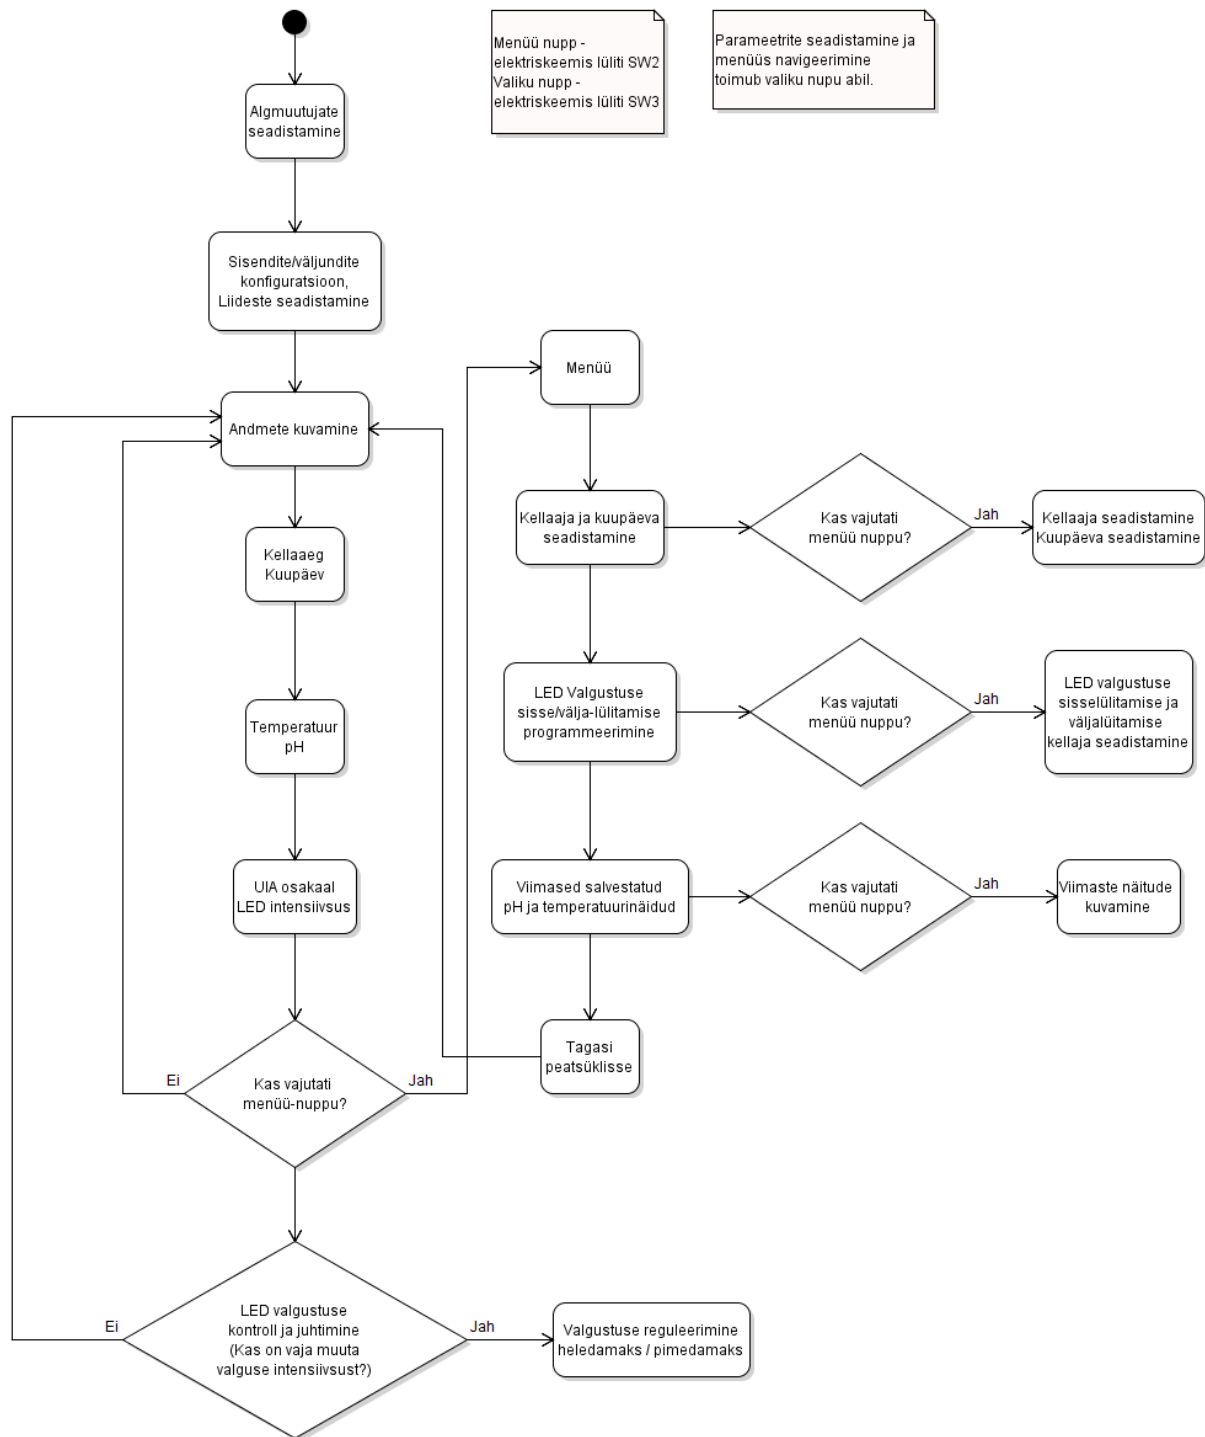 Menüü nupp -
elektriskeemis lüliti SW2
Valiku nupp -
elektriskeemis lüliti SW3
Parameetrite seadistamine ja
menüüs navigeerimine
toimub valiku nupu abil.
Algmuutujate
seadistamine
Sisendite/väljundite
konfiguratsioon,
Liideste seadistamine
Andmete kuvamine
Kellaaeg
Kuupäev
Temperatuur
pH
UIA osakaal
LED intensiivsus
Ei
Kas vajutati
menüü-nuppu?
Jah
Menüü
Kellaaja ja kuupäeva
seadistamine
Kas vajutati
menüü nuppu?
Jah
Kellaaja seadistamine
Kuupäeva seadistamine
LED Valgustuse
sisse/välja-lülitamise
programmeerimine
Kas vajutati
menüü nuppu?
Jah
LED valgustuse
sisselülitamise ja
väljalüitamise
kellaja seadistamine
Viimased salvestatud
pH ja temperatuurinäidud
Kas vajutati
menüü nuppu?
Jah
Viimaste näitude
kuvamine
Tagasi
peatsüklisse
Ei
LED valgustuse
kontroll ja juhtimine
(Kas on vaja muuta
valguse intensiivsust?)
Jah
Valgustuse reguleerimine
heledamaks / pimedamaks